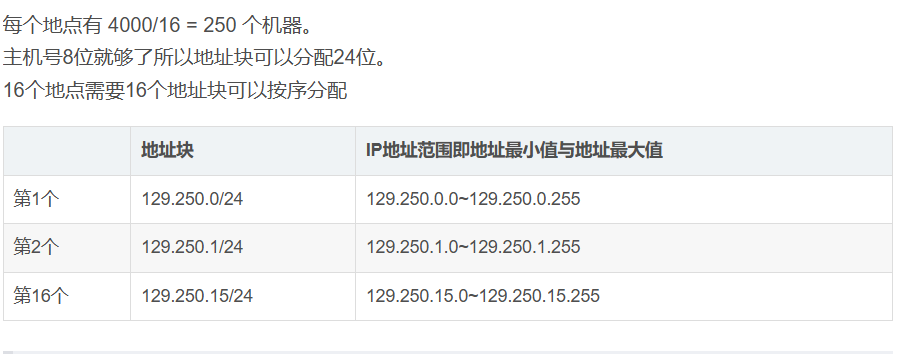 每个地点有 4000/16 = 250 个机器。
主机号8位就够了所以地址块可以分配24位。
16个地点需要16个地址块可以按序分配
地址块 IP地址范围即地址最小值与地址最大值
第1个 129.250.0/24 129.250.0.0~129.250.0.255
第2个 129.250.1/24 129.250.1.0~129.250.1.255
第16个 129.250.15/24 129.250.15.0~129.250.15.255